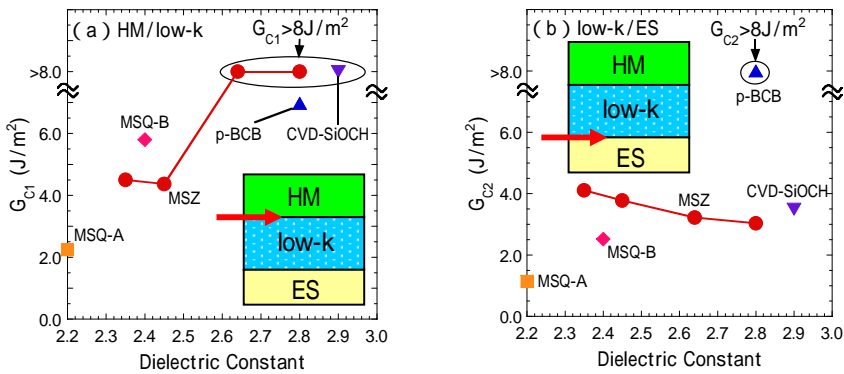 (a) HM/low-k
G_C1>8J/m²
>8.0
6.0
4.0
2.0
0.0
G_C1 (J/m²)
MSQ-B
p-BCB
CVD-SiOCH
MSZ
MSQ-A
HM
low-k
ES
2.2 2.3 2.4 2.5 2.6 2.7 2.8 2.9 3.0
Dielectric Constant
(b) low-k/ES
G_C2>8J/m²
>8.0
6.0
4.0
2.0
0.0
G_C2 (J/m²)
HM
low-k
ES
p-BCB
MSZ
CVD-SiOCH
MSQ-B
MSQ-A
2.2 2.3 2.4 2.5 2.6 2.7 2.8 2.9 3.0
Dielectric Constant